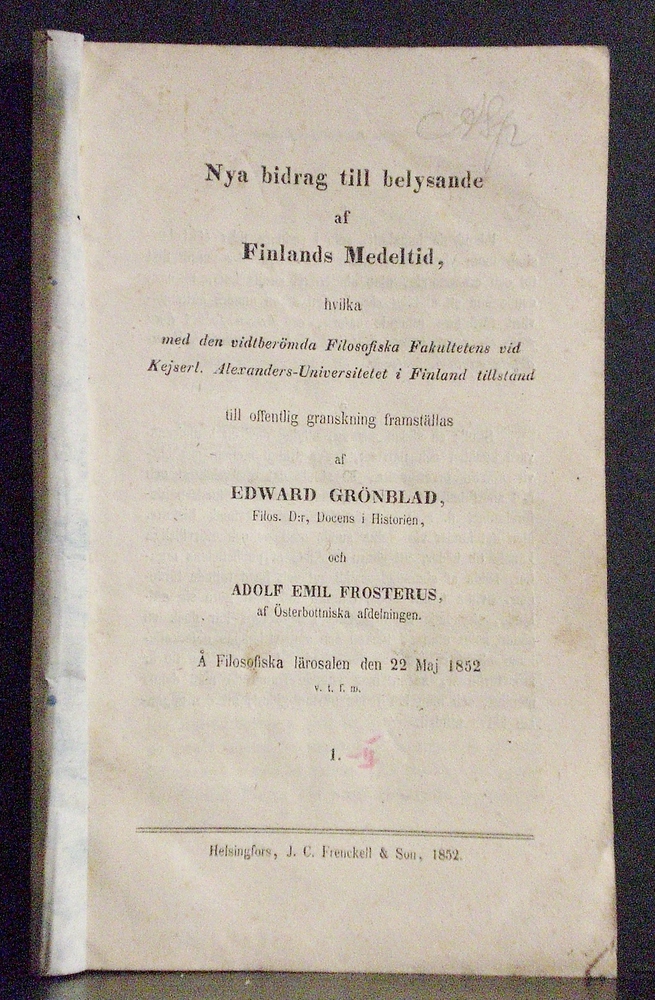 Nya bidrag till belysande
af
Finlands Medeltid,
hvilka
med den vidtberömda Filosofiska Fakultetens vid
Kejserl. Alexanders-Universitetet i Finland tillstånd
till offentlig granskning framställas
af
EDWARD GRÖNBLAD,
Filos. D:r, Docens i Historien,
och
ADOLF EMIL FROSTERUS,
af Österbottniska afdelningen.
Å Filosofiska lärosalen den 22 Maj 1852
v. t. f. m.
1.
Helsingfors, J. C. Frenckell & Son, 1852.